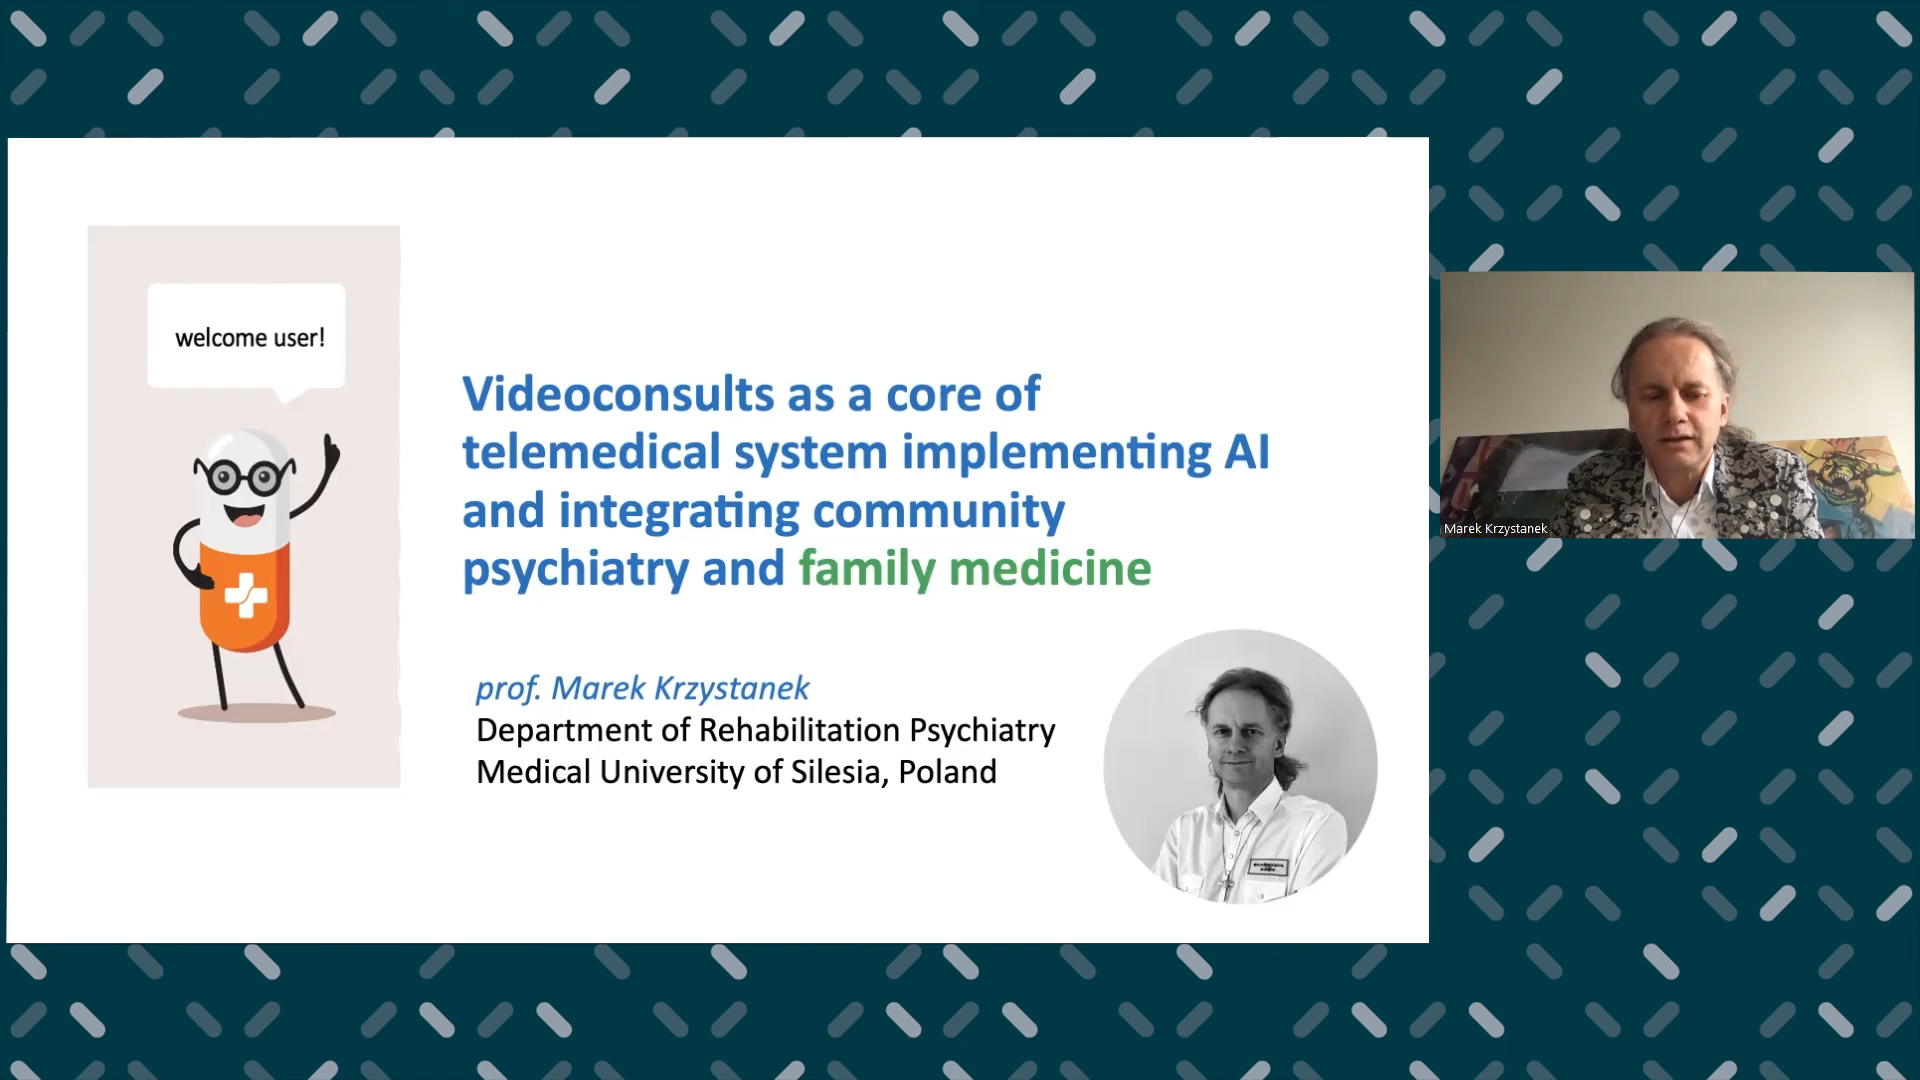 welcome user!
Videoconsults as a core of
telemedical system implementing AI
and integrating community
psychiatry and family medicine
prof. Marek Krzystanek
Department of Rehabilitation Psychiatry
Medical University of Silesia, Poland
Marek Krzystanek